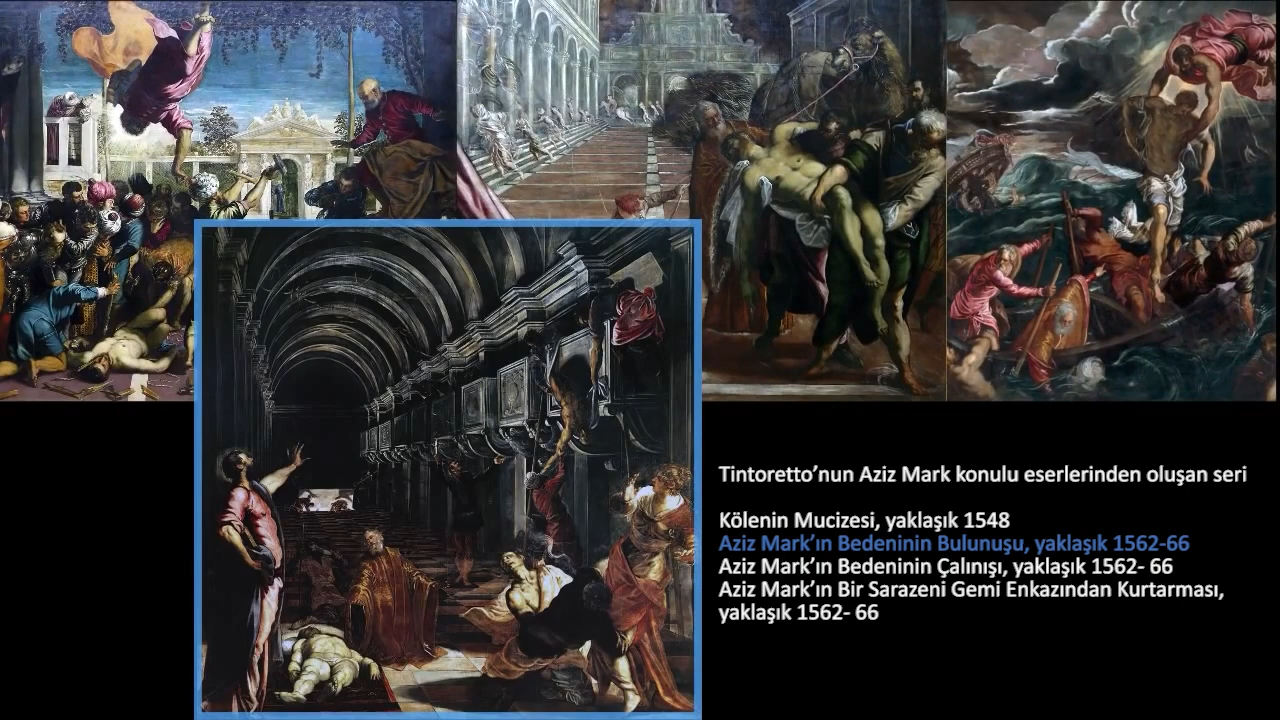 Tintoretto’nun Aziz Mark konulu eserlerinden oluşan seri
Kölenin Mucizesi, yaklaşık 1548
Aziz Mark’ın Bedeninin Bulunuşu, yaklaşık 1562-66
Aziz Mark’ın Bedeninin Çalınışı, yaklaşık 1562- 66
Aziz Mark’ın Bir Sarazeni Gemi Enkazından Kurtarması,
yaklaşık 1562- 66